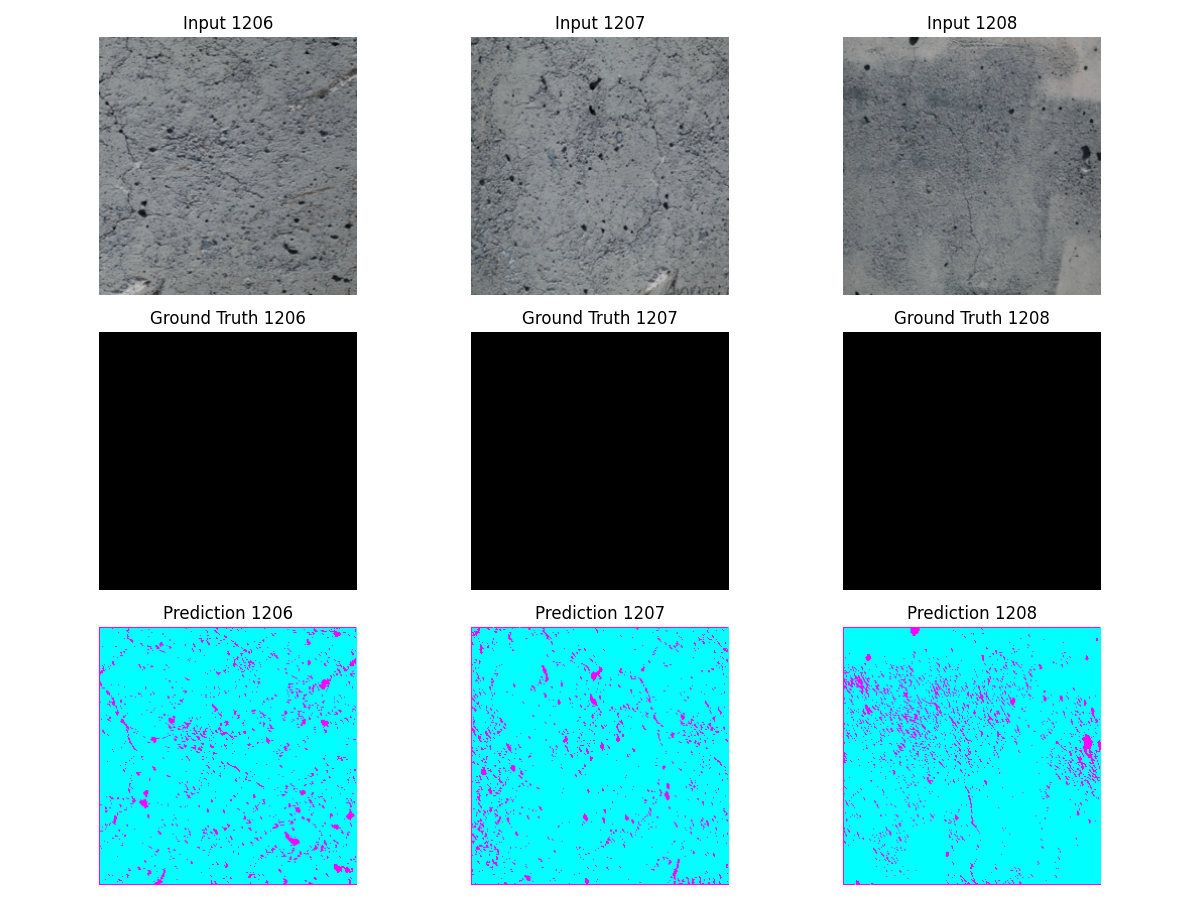 Input 1206
Input 1207
Input 1208
Ground Truth 1206
Ground Truth 1207
Ground Truth 1208
Prediction 1206
Prediction 1207
Prediction 1208